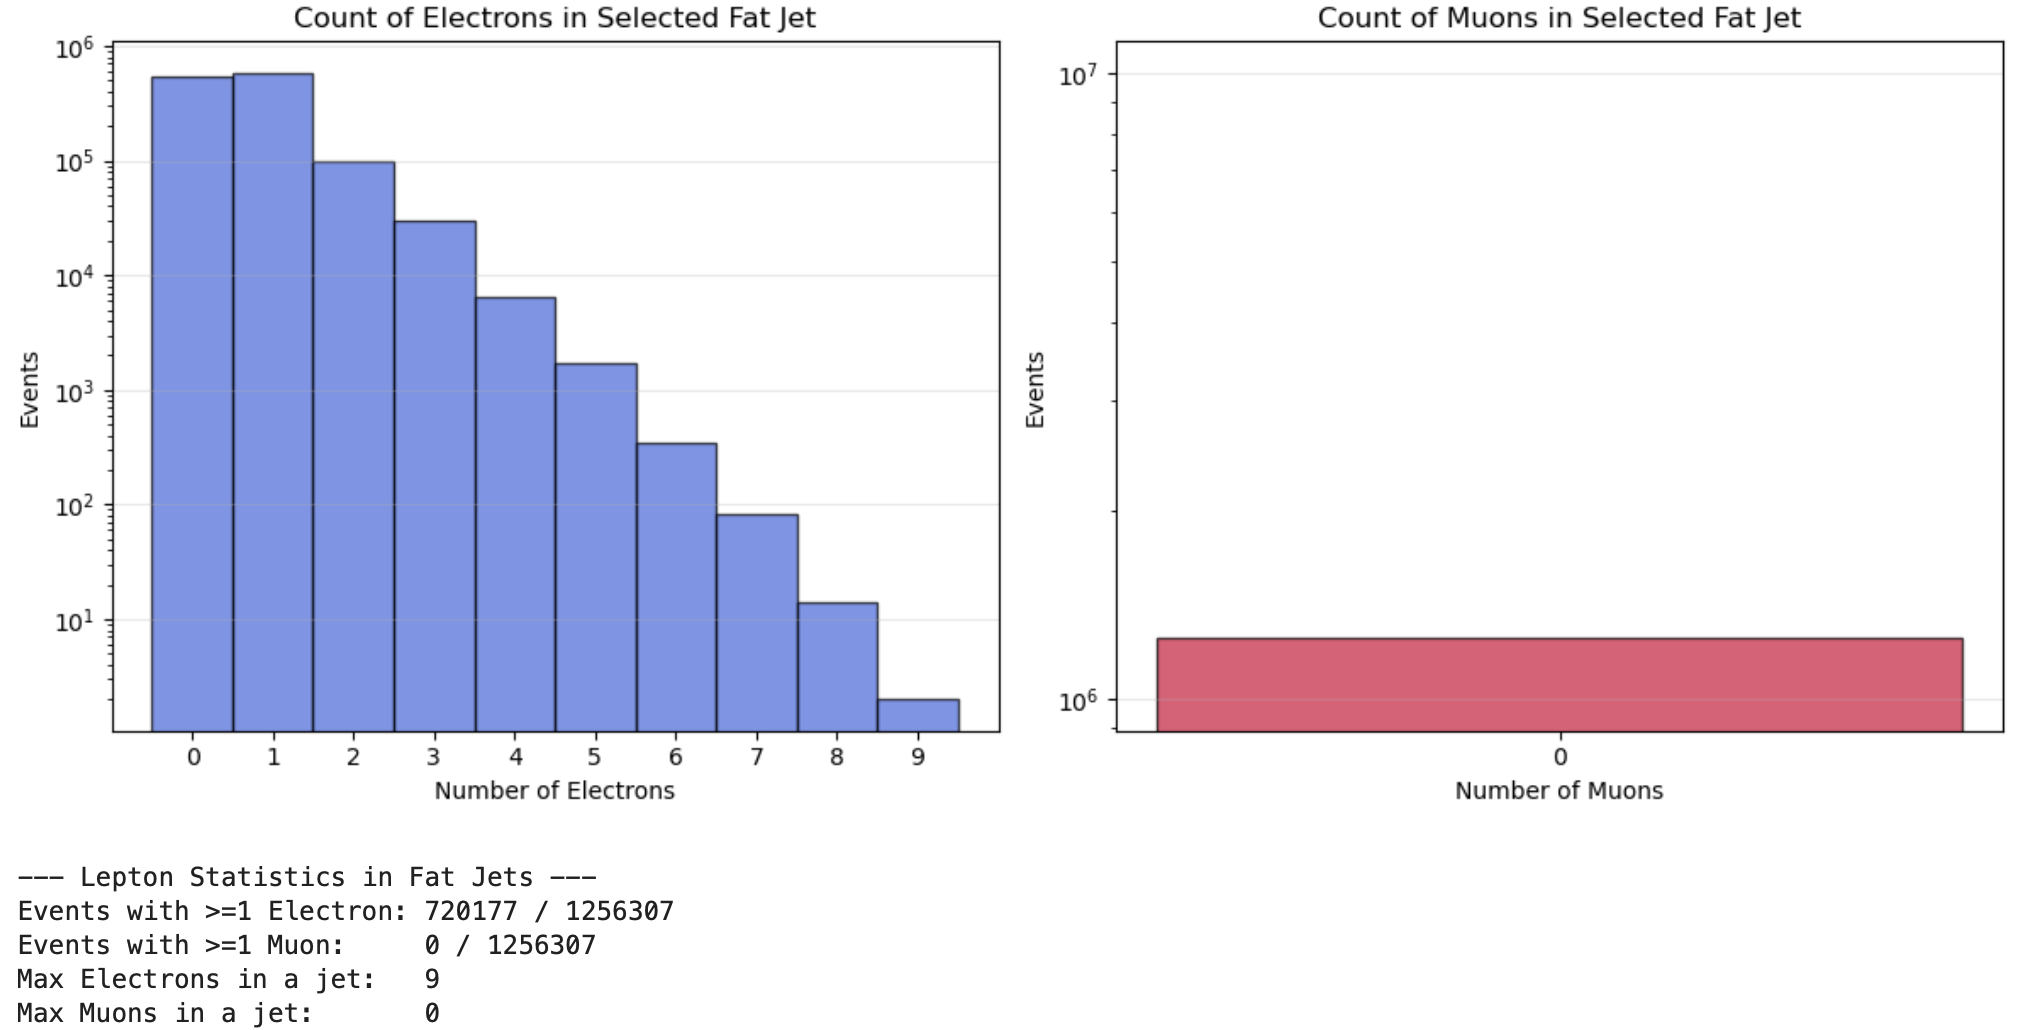 Count of Electrons in Selected Fat Jet
10⁶
10⁵
10⁴
10³
10²
10¹
Events
0 1 2 3 4 5 6 7 8 9
Number of Electrons
Count of Muons in Selected Fat Jet
10⁷
10⁶
Events
0
Number of Muons
--- Lepton Statistics in Fat Jets ---
Events with >=1 Electron: 720177 / 1256307
Events with >=1 Muon:     0 / 1256307
Max Electrons in a jet:   9
Max Muons in a jet:       0